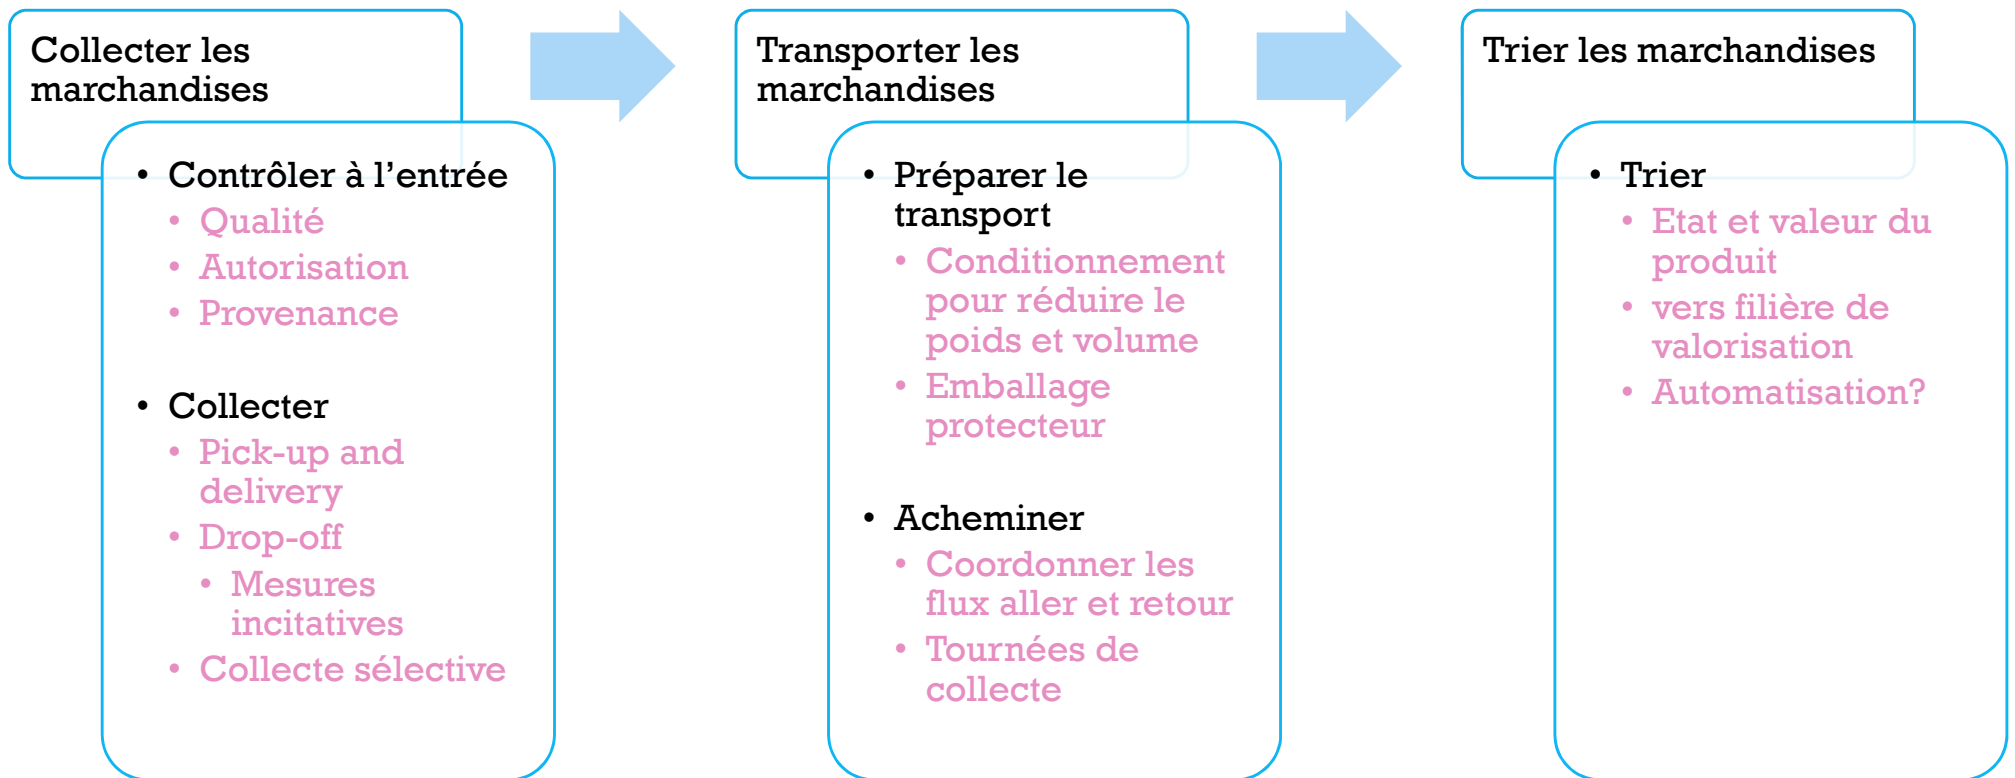 Collecter les
marchandises
• Contrôler à l’entrée
• Qualité
• Autorisation
• Provenance
• Collecter
• Pick-up and
delivery
• Drop-off
• Mesures
incitatives
• Collecte sélective
Transporter les
marchandises
• Préparer le
transport
• Conditionnement
pour réduire le
poids et volume
• Emballage
protecteur
• Acheminer
• Coordonner les
flux aller et retour
• Tournées de
collecte
Trier les marchandises
• Trier
• Etat et valeur du
produit
• vers filière de
valorisation
• Automatisation?